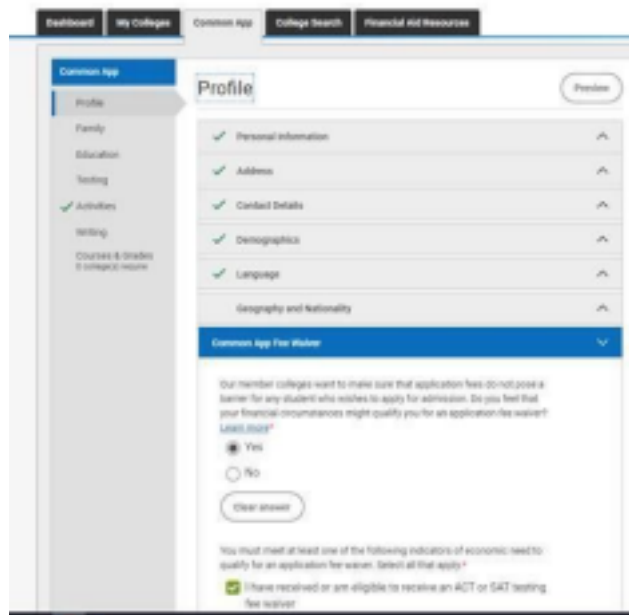 Dashboard
My Colleges
Common App
College Search
Financial Aid Resources
Common App
Profile
Family
Education
Testing
Activities
Writing
Courses & Grades
Profile
Preview
Personal Information
Address
Contact Details
Demographics
Language
Geography and Nationality
Common App Fee Waiver
Our member colleges want to make sure that application fees do not pose a
barrier for any student who wishes to apply for admission. Do you feel that
your financial circumstances might qualify you for an application fee waiver?
Learn more*
Yes
No
Clear answer
You must meet at least one of the following indicators of economic need to
qualify for an application fee waiver. Select all that apply*
I have received or am eligible to receive an ACT or SAT testing
fee waiver